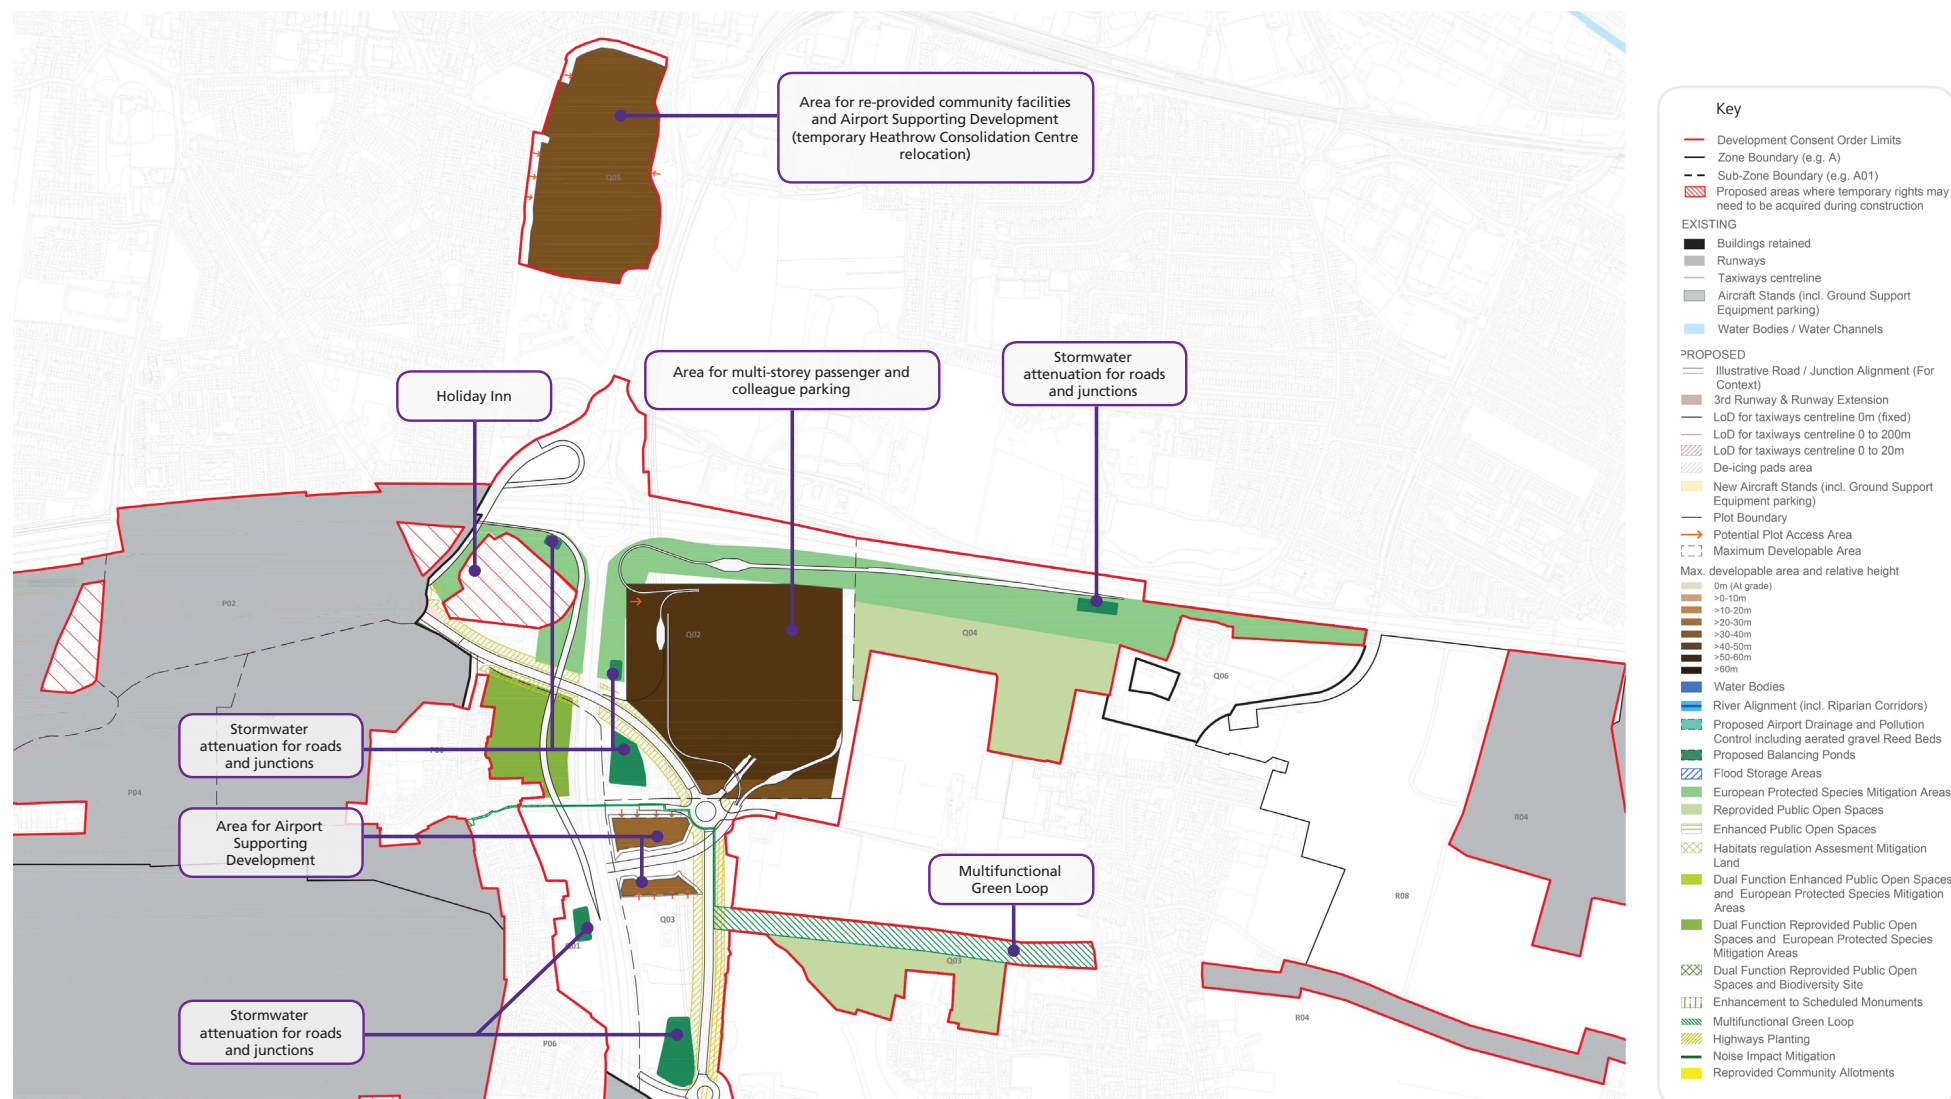 Area for re-provided community facilities
and Airport Supporting Development
(temporary Heathrow Consolidation Centre
relocation)
Q05
Holiday Inn
Area for multi-storey passenger and
colleague parking
Stormwater
attenuation for roads
and junctions
P02
Q02
Q04
Q06
Stormwater
attenuation for roads
and junctions
P04
R04
Area for Airport
Supporting
Development
Multifunctional
Green Loop
R08
Q03
Q01
Q03
Stormwater
attenuation for roads
and junctions
P06
R04
Key
Development Consent Order Limits
Zone Boundary (e.g. A)
Sub-Zone Boundary (e.g. A01)
Proposed areas where temporary rights may
need to be acquired during construction
EXISTING
Buildings retained
Runways
Taxiways centreline
Aircraft Stands (incl. Ground Support
Equipment parking)
Water Bodies / Water Channels
PROPOSED
Illustrative Road / Junction Alignment (For
Context)
3rd Runway & Runway Extension
LoD for taxiways centreline 0m (fixed)
LoD for taxiways centreline 0 to 200m
LoD for taxiways centreline 0 to 20m
De-icing pads area
New Aircraft Stands (incl. Ground Support
Equipment parking)
Plot Boundary
Potential Plot Access Area
Maximum Developable Area
Max. developable area and relative height
0m (At grade)
>0-10m
>10-20m
>20-30m
>30-40m
>40-50m
>50-60m
>60m
Water Bodies
River Alignment (incl. Riparian Corridors)
Proposed Airport Drainage and Pollution
Control including aerated gravel Reed Beds
Proposed Balancing Ponds
Flood Storage Areas
European Protected Species Mitigation Areas
Reprovided Public Open Spaces
Enhanced Public Open Spaces
Habitats regulation Assesment Mitigation
Land
Dual Function Enhanced Public Open Spaces
and European Protected Species Mitigation
Areas
Dual Function Reprovided Public Open
Spaces and European Protected Species
Mitigation Areas
Dual Function Reprovided Public Open
Spaces and Biodiversity Site
Enhancement to Scheduled Monuments
Multifunctional Green Loop
Highways Planting
Noise Impact Mitigation
Reprovided Community Allotments